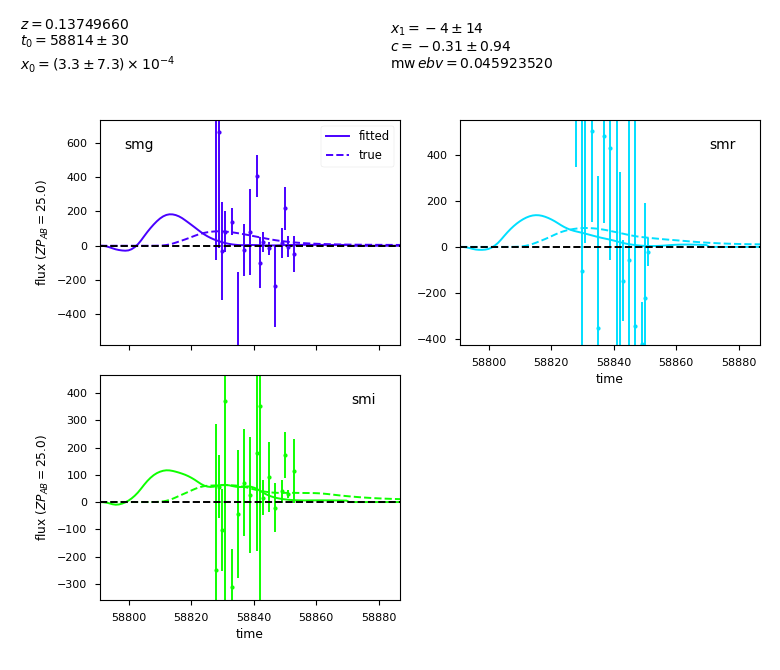 z = 0.13749660
t₀ = 58814 ± 30
x₀ = (3.3 ± 7.3) × 10⁻⁴
x₁ = −4 ± 14
c = −0.31 ± 0.94
mw ebv = 0.045923520
smg
fitted
true
600
400
200
0
−200
−400
flux (ZP_AB = 25.0)
smr
400
200
0
−200
−400
58800 58820 58840 58860 58880
time
smi
400
300
200
100
0
−100
−200
−300
flux (ZP_AB = 25.0)
58800 58820 58840 58860 58880
time